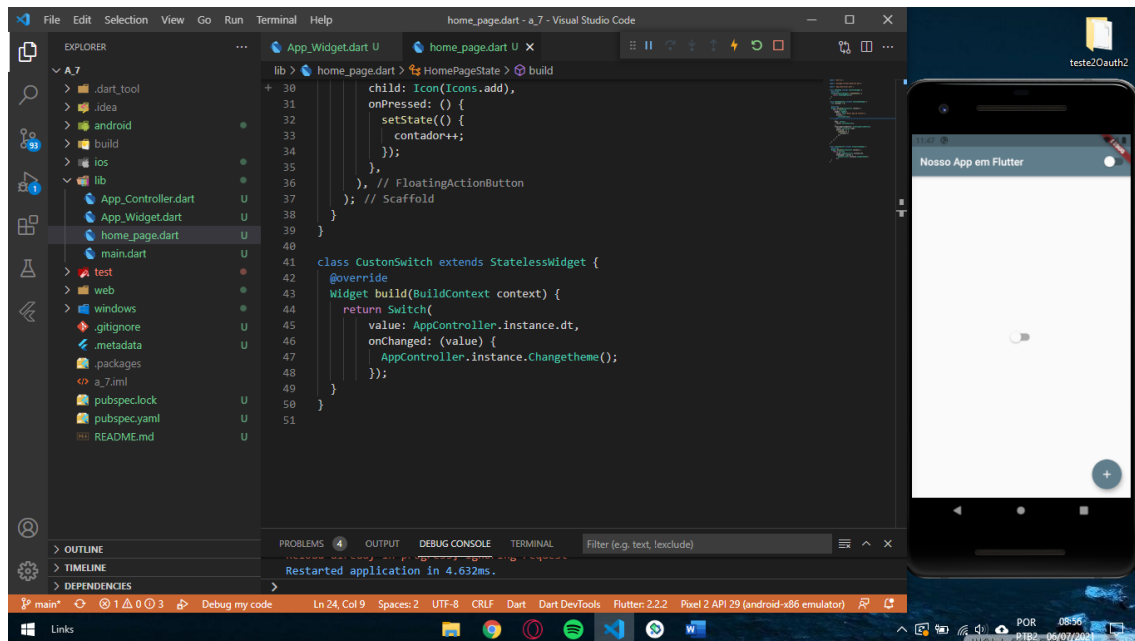 File Edit Selection View Go Run Terminal Help home_page.dart - a_7 - Visual Studio Code
EXPLORER
App_Widget.dart U home_page.dart U
lib > home_page.dart > HomePageState > build
A_7
.dart_tool
.idea
android
build
ios
lib
App_Controller.dart U
App_Widget.dart U
home_page.dart U
main.dart U
test
web
windows
.gitignore U
.metadata U
.packages
a_7.iml
pubspec.lock U
pubspec.yaml U
README.md U
OUTLINE
TIMELINE
DEPENDENCIES
93
1
30 child: Icon(Icons.add),
31 onPressed: () {
32 setState(() {
33 contador++;
34 });
35 },
36 ), // FloatingActionButton
37 ); // Scaffold
38 }
39 }
40
41 class CustonSwitch extends StatelessWidget {
42 @override
43 Widget build(BuildContext context) {
44 return Switch(
45 value: AppController.instance.dt,
46 onChanged: (value) {
47 AppController.instance.Changetheme();
48 });
49 }
50 }
51
PROBLEMS 4 OUTPUT DEBUG CONSOLE TERMINAL Filter (e.g. text, !exclude)
Restarted application in 4.632ms.
main* 1 0 3 Debug my code Ln 24, Col 9 Spaces: 2 UTF-8 CRLF Dart Dart DevTools Flutter: 2.2.2 Pixel 2 API 29 (android-x86 emulator)
teste2Oauth2
11:47
Nosso App em Flutter
Links
POR 08:56
PTB2 06/07/2021